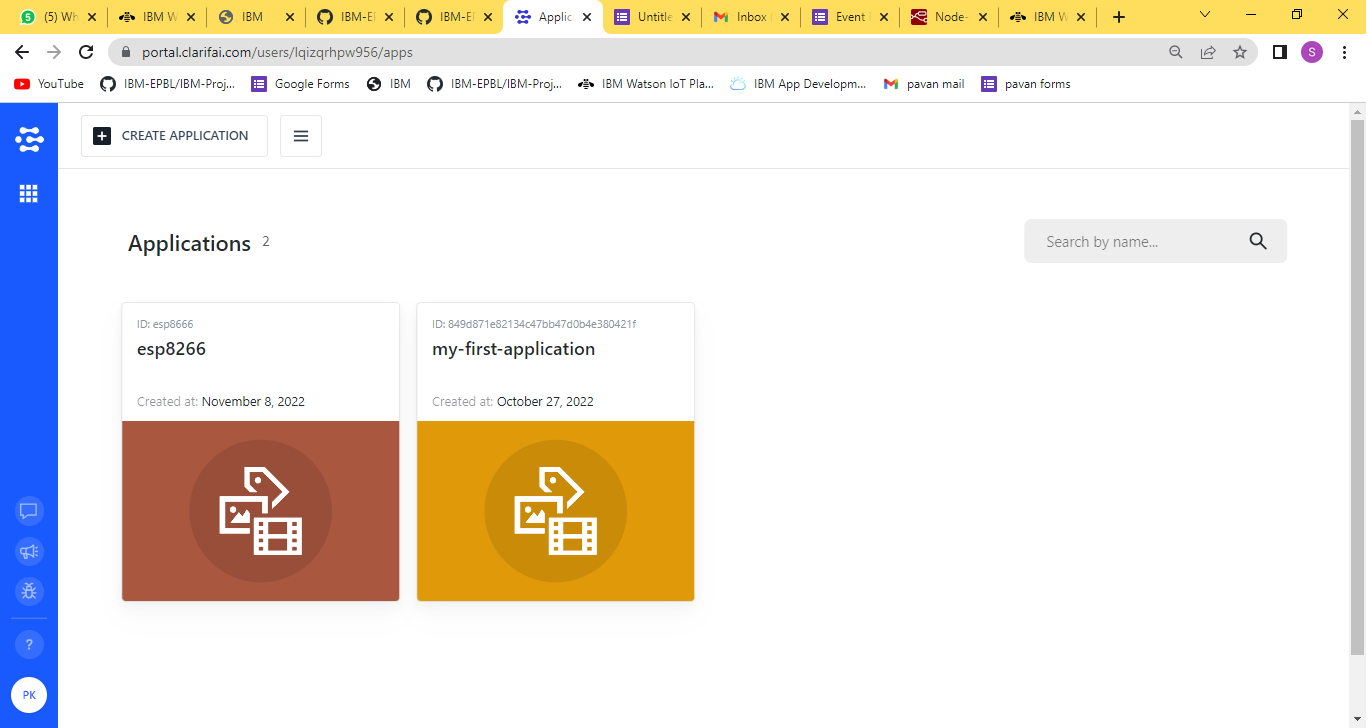 5 (5) Wh
IBM W
IBM
IBM-E
IBM-E
Applic
Untitle
Inbox
Event
Node-
IBM W
portal.clarifai.com/users/lqizqrhpw956/apps
S
YouTube
IBM-EPBL/IBM-Proj...
Google Forms
IBM
IBM-EPBL/IBM-Proj...
IBM Watson IoT Pla...
IBM App Developm...
pavan mail
pavan forms
CREATE APPLICATION
Applications 2
Search by name...
ID: esp8666
esp8266
Created at: November 8, 2022
ID: 849d871e82134c47bb47d0b4e380421f
my-first-application
Created at: October 27, 2022
?
PK